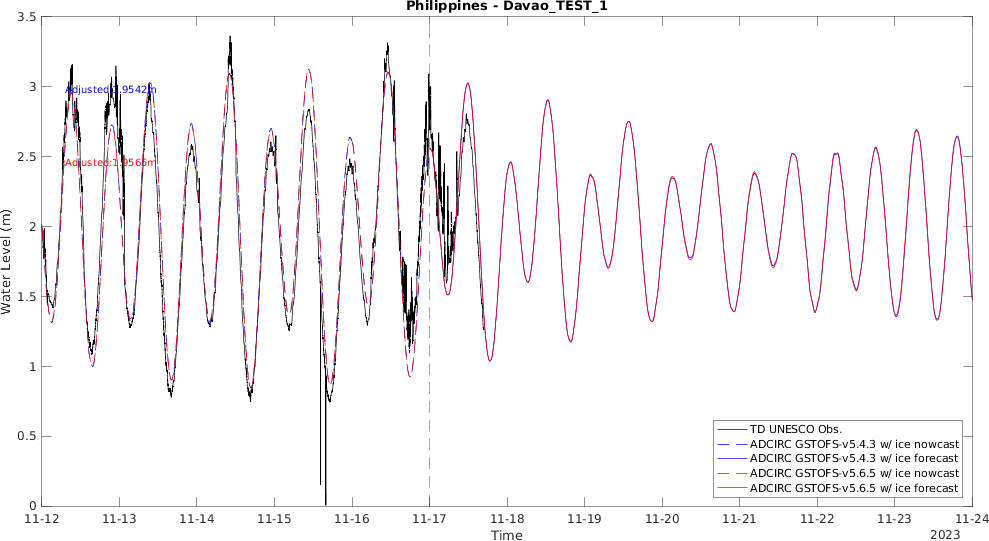 Philippines - Davao_TEST_1
3.5
3
2.5
2
1.5
1
0.5
0
Water Level (m)
Adjusted:1.9542m
Adjusted:1.9565m
TD UNESCO Obs.
ADCIRC GSTOFS-v5.4.3 w/ ice nowcast
ADCIRC GSTOFS-v5.4.3 w/ ice forecast
ADCIRC GSTOFS-v5.6.5 w/ ice nowcast
ADCIRC GSTOFS-v5.6.5 w/ ice forecast
11-12 11-13 11-14 11-15 11-16 11-17 11-18 11-19 11-20 11-21 11-22 11-23 11-24
Time
2023